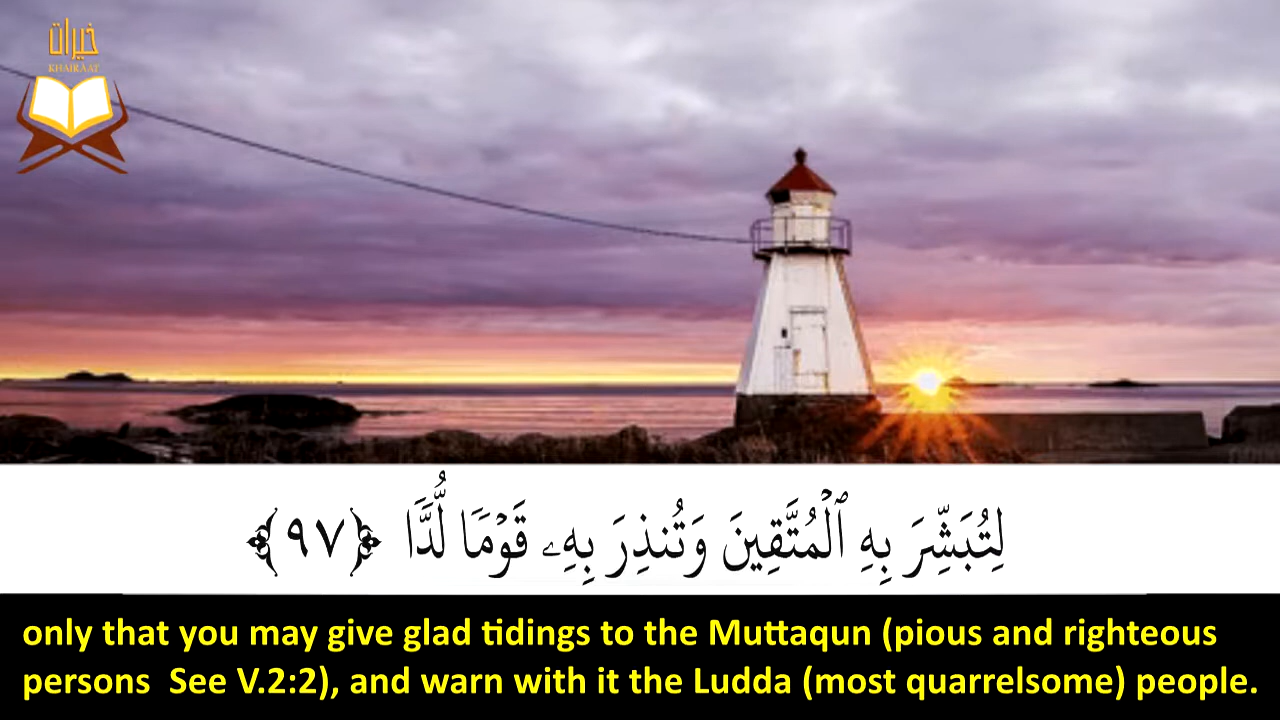 خيرات
KHAIRAAT
لِتُبَشِّرَ بِهِ ٱلْمُتَّقِينَ وَتُنذِرَ بِهِۦ قَوْمًا لُّدًّا ﴿٩٧﴾
only that you may give glad tidings to the Muttaqun (pious and righteous
persons  See V.2:2), and warn with it the Ludda (most quarrelsome) people.